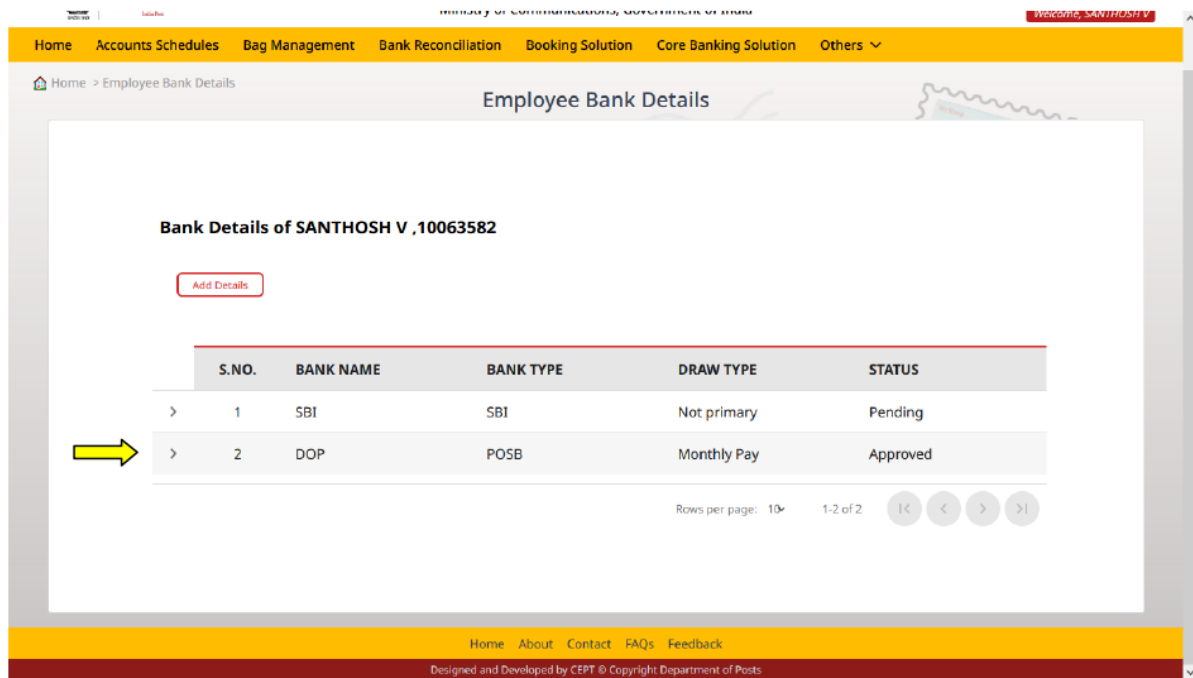 Ministry of Communications, Government of India
Welcome, SANTHOSH V
Home Accounts Schedules Bag Management Bank Reconciliation Booking Solution Core Banking Solution Others
Home > Employee Bank Details
Employee Bank Details
Bank Details of SANTHOSH V ,10063582
Add Details
S.NO. BANK NAME BANK TYPE DRAW TYPE STATUS
1 SBI SBI Not primary Pending
2 DOP POSB Monthly Pay Approved
Rows per page: 10 1-2 of 2
Home About Contact FAQs Feedback
Designed and Developed by CEPT © Copyright Department of Posts